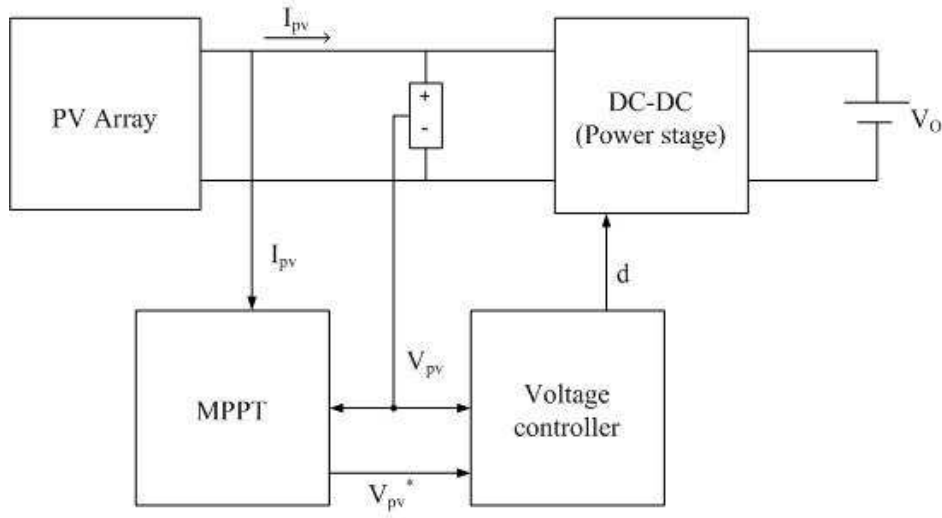 I_pv
PV Array
+
-
DC-DC
(Power stage)
V_O
I_pv
d
MPPT
V_pv
Voltage
controller
V_pv*